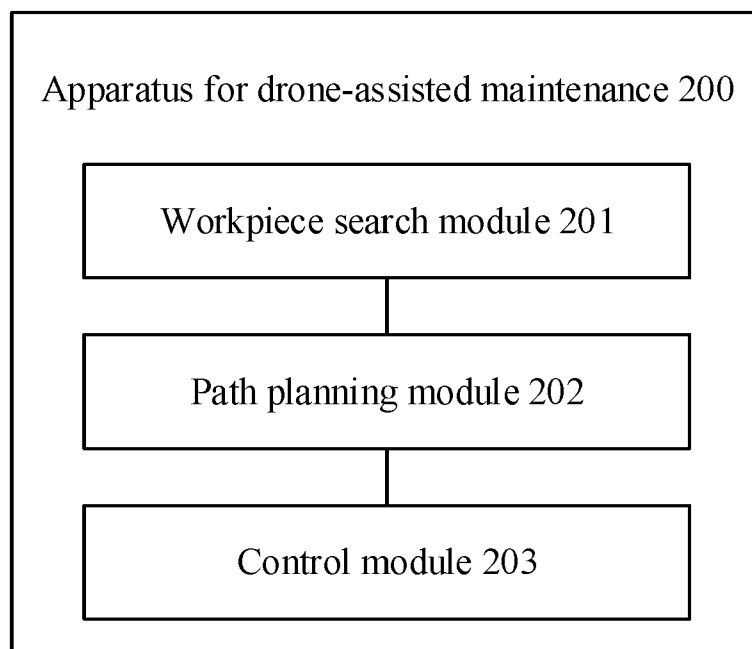 Apparatus for drone-assisted maintenance 200
Workpiece search module 201
Path planning module 202
Control module 203